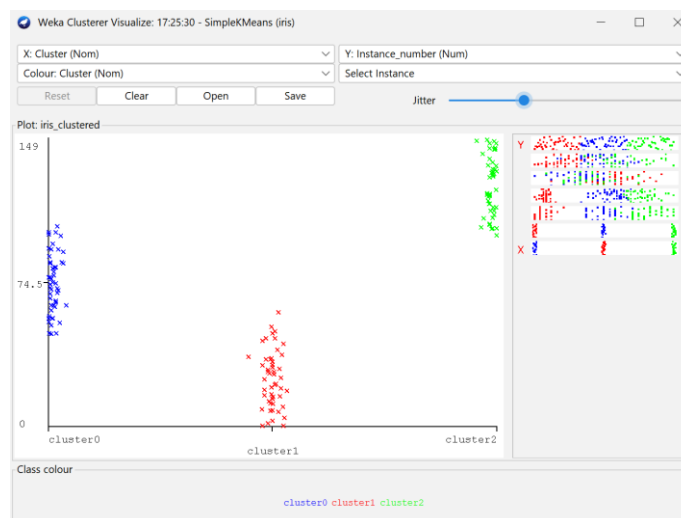 Weka Clusterer Visualize: 17:25:30 - SimpleKMeans (iris)
X: Cluster (Nom) Y: Instance_number (Num)
Colour: Cluster (Nom) Select Instance
Reset Clear Open Save Jitter
Plot: iris_clustered
149
74.5
0
cluster0 cluster1 cluster2
Y
X
Class colour
cluster0 cluster1 cluster2